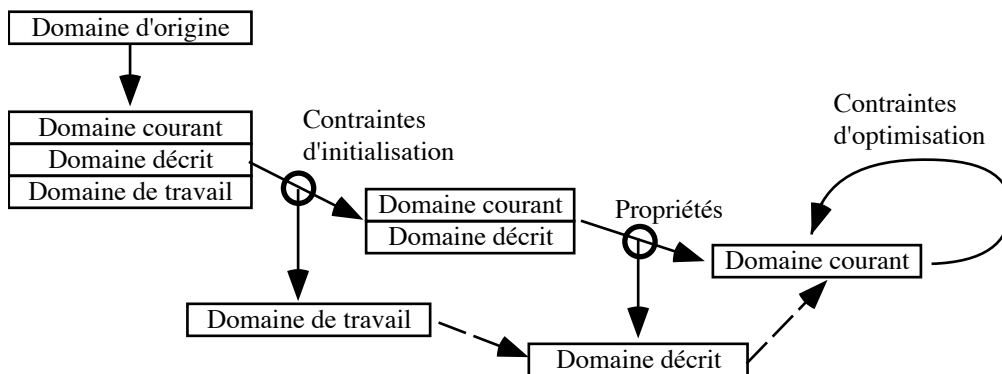 Domaine d'origine
Domaine courant
Domaine décrit
Domaine de travail
Contraintes
d'initialisation
Domaine courant
Domaine décrit
Domaine de travail
Propriétés
Domaine décrit
Contraintes
d'optimisation
Domaine courant